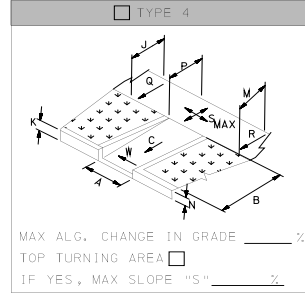 TYPE 4
J
P
Q
M
S MAX
K
R
C
W
A
N
B
MAX ALG. CHANGE IN GRADE %
TOP TURNING AREA
IF YES, MAX SLOPE "S" %